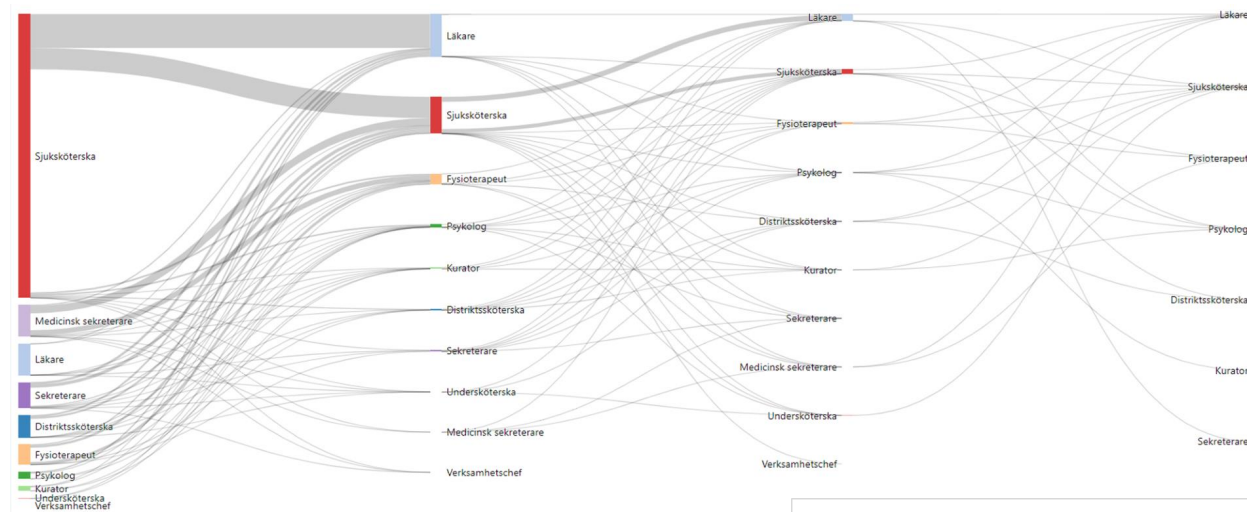 Sjuksköterska
Medicinsk sekreterare
Läkare
Sekreterare
Distriktssköterska
Fysioterapeut
Psykolog
Kurator
Undersköterska
Verksamhetschef
Läkare
Sjuksköterska
Fysioterapeut
Psykolog
Kurator
Distriktssköterska
Sekreterare
Undersköterska
Medicinsk sekreterare
Verksamhetschef
Läkare
Sjuksköterska
Fysioterapeut
Psykolog
Distriktssköterska
Kurator
Sekreterare
Medicinsk sekreterare
Undersköterska
Verksamhetschef
Läkare
Sjuksköterska
Fysioterapeut
Psykolog
Distriktssköterska
Kurator
Sekreterare